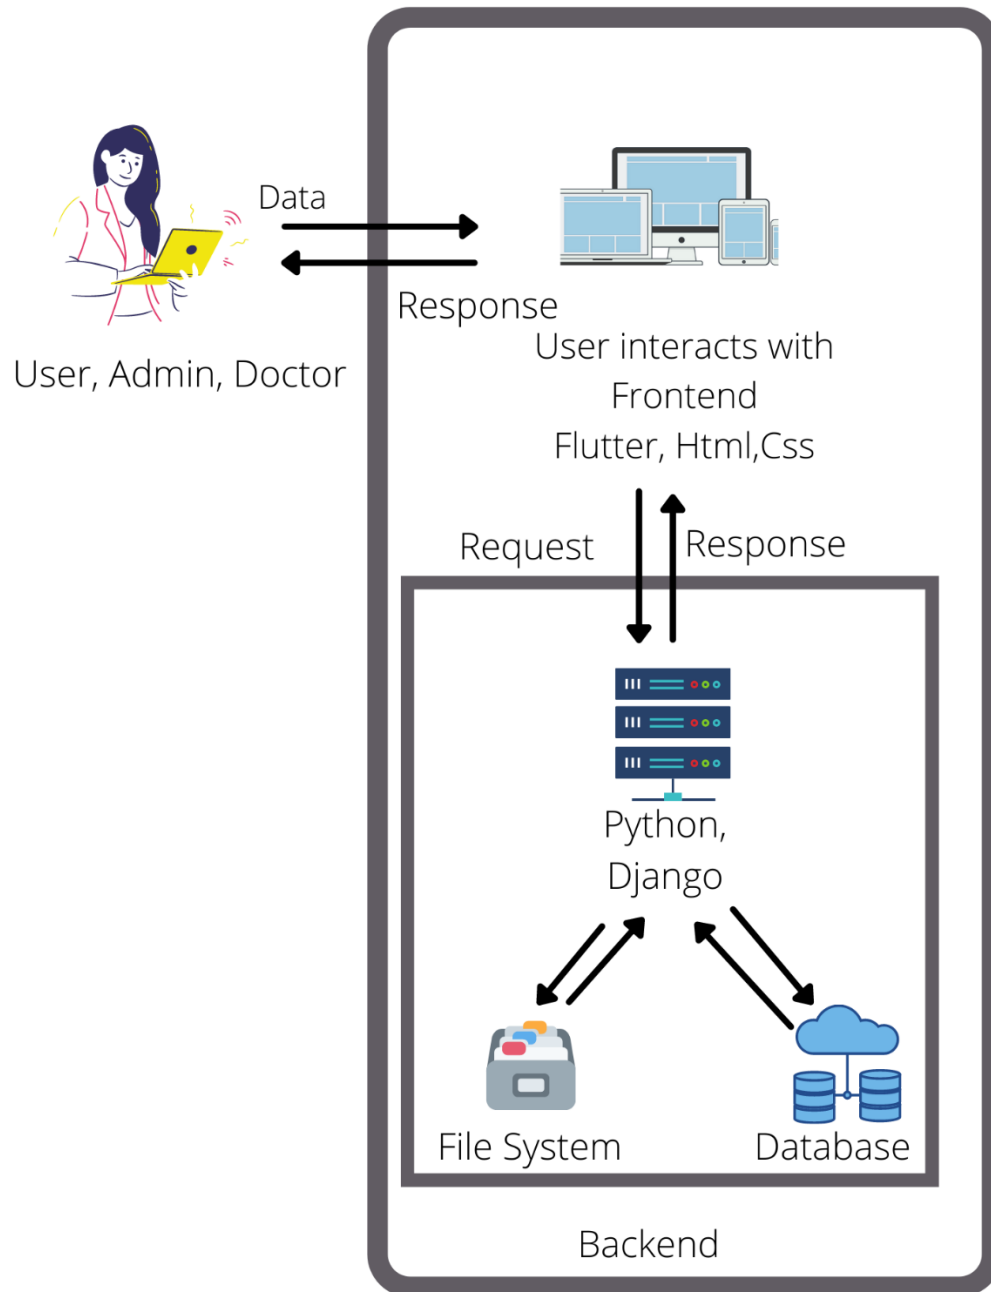 Data
Response
User, Admin, Doctor
User interacts with
Frontend
Flutter, Html,Css
Request
Response
Python,
Django
File System
Database
Backend